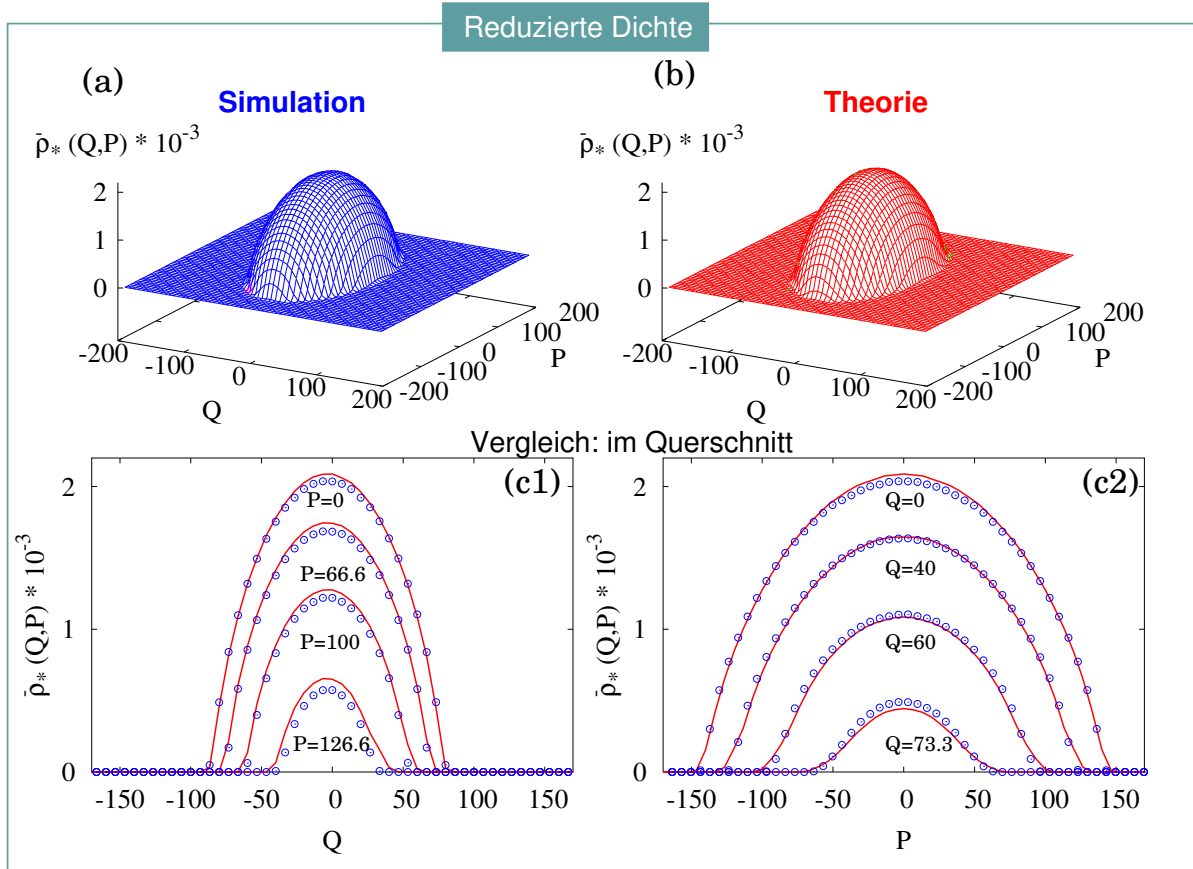 Reduzierte Dichte
(a)
Simulation
ρ̄* (Q,P) * 10^-3
2
1
0
-200
-100
0
100
200
Q
-200
-100
0
100
200
P
(b)
Theorie
ρ̄* (Q,P) * 10^-3
2
1
0
-200
-100
0
100
200
Q
-200
-100
0
100
200
P
Vergleich: im Querschnitt
(c1)
ρ̄* (Q,P) * 10^-3
2
1
0
P=0
P=66.6
P=100
P=126.6
-150 -100 -50 0 50 100 150
Q
(c2)
ρ̄* (Q,P) * 10^-3
2
1
0
Q=0
Q=40
Q=60
Q=73.3
-150 -100 -50 0 50 100 150
P